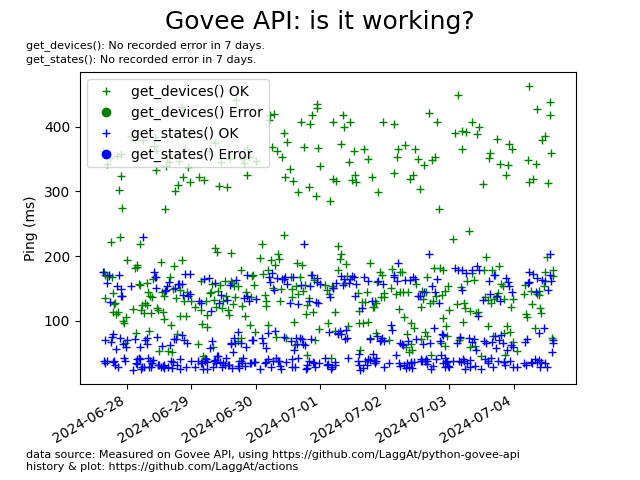 Govee API: is it working?
get_devices(): No recorded error in 7 days.
get_states(): No recorded error in 7 days.
get_devices() OK
get_devices() Error
get_states() OK
get_states() Error
Ping (ms)
400
300
200
100
2024-06-28
2024-06-29
2024-06-30
2024-07-01
2024-07-02
2024-07-03
2024-07-04
data source: Measured on Govee API, using https://github.com/LaggAt/python-govee-api
history & plot: https://github.com/LaggAt/actions